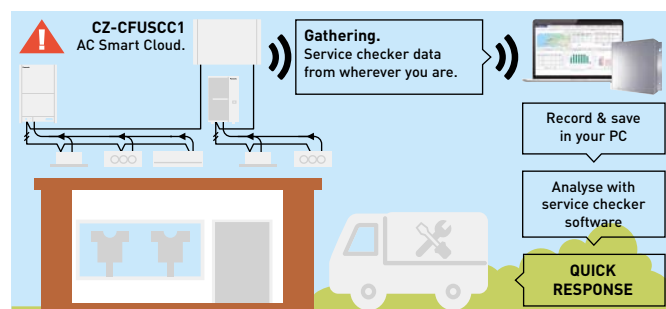 CZ-CFUSCC1
AC Smart Cloud.
Gathering.
Service checker data
from wherever you are.
Record & save
in your PC
Analyse with
service checker
software
QUICK
RESPONSE